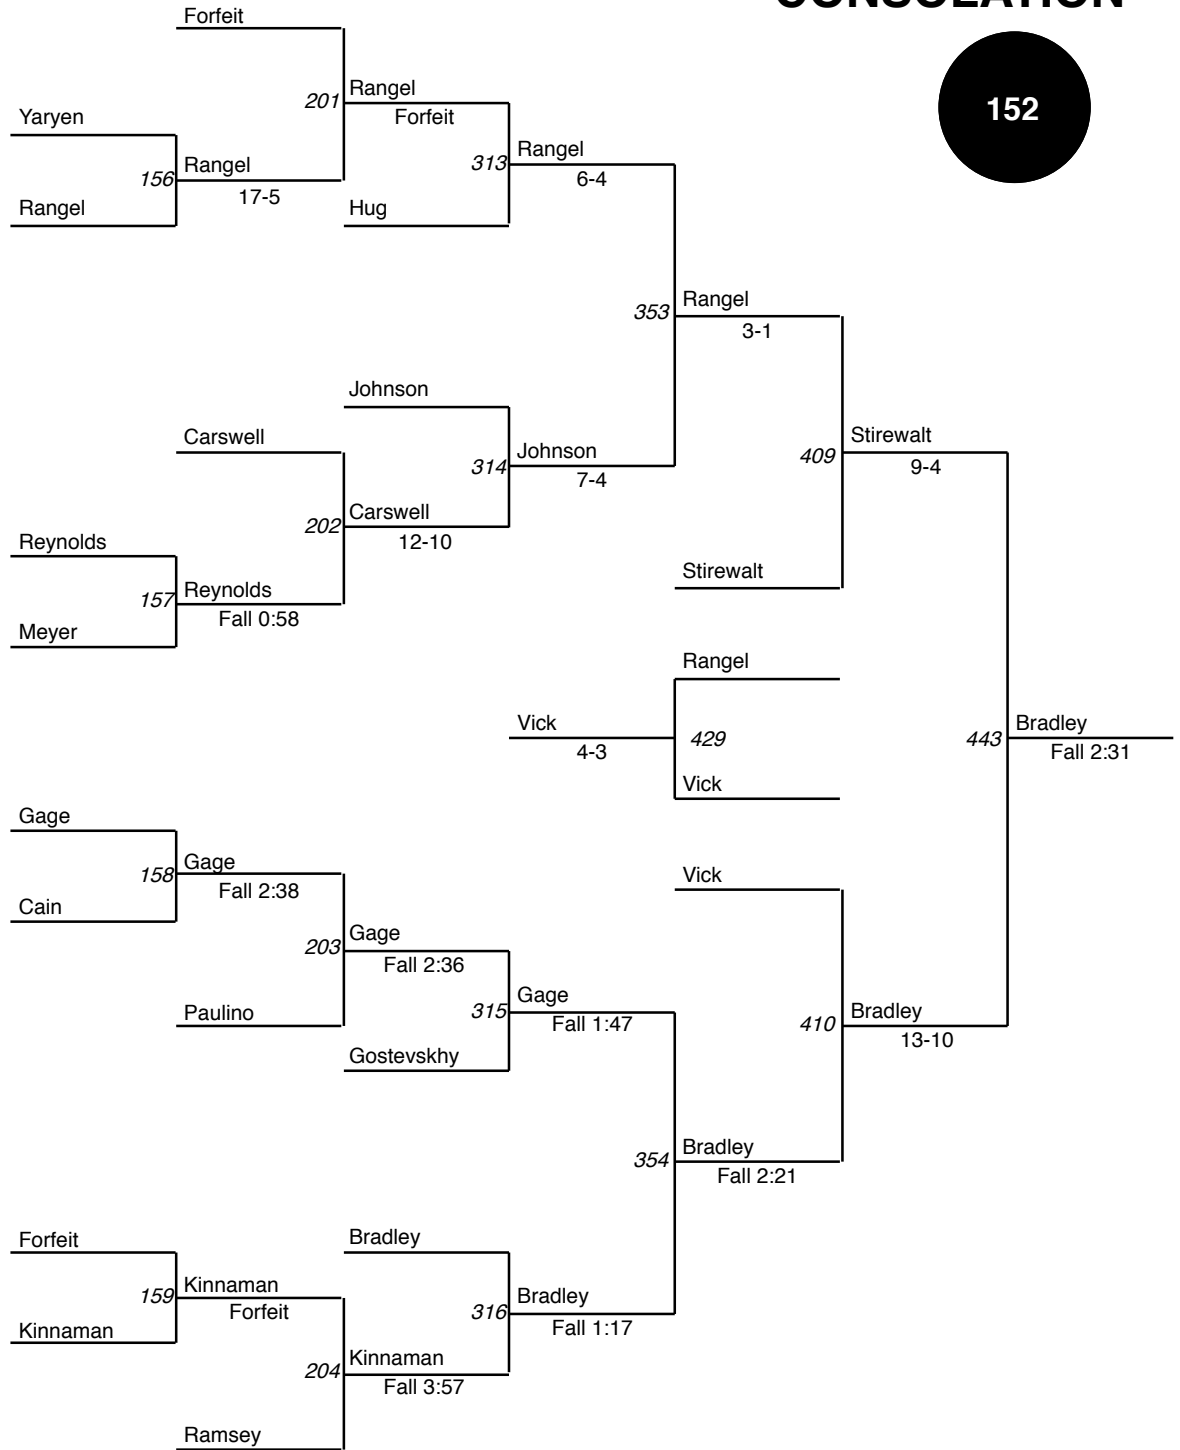 CONSOLATION
152
Forfeit
201
Rangel
Forfeit
Yaryen
156
Rangel
17-5
Rangel
313
Rangel
6-4
Hug
353
Rangel
3-1
Johnson
314
Johnson
7-4
Carswell
202
Carswell
12-10
Reynolds
157
Reynolds
Fall 0:58
Meyer
409
Stirewalt
9-4
Stirewalt
Rangel
Vick
4-3
429
Vick
443
Bradley
Fall 2:31
Gage
158
Gage
Fall 2:38
Cain
203
Gage
Fall 2:36
Paulino
315
Gage
Fall 1:47
Gostevskhy
Vick
410
Bradley
13-10
354
Bradley
Fall 2:21
Forfeit
159
Kinnaman
Forfeit
Kinnaman
Bradley
316
Bradley
Fall 1:17
204
Kinnaman
Fall 3:57
Ramsey